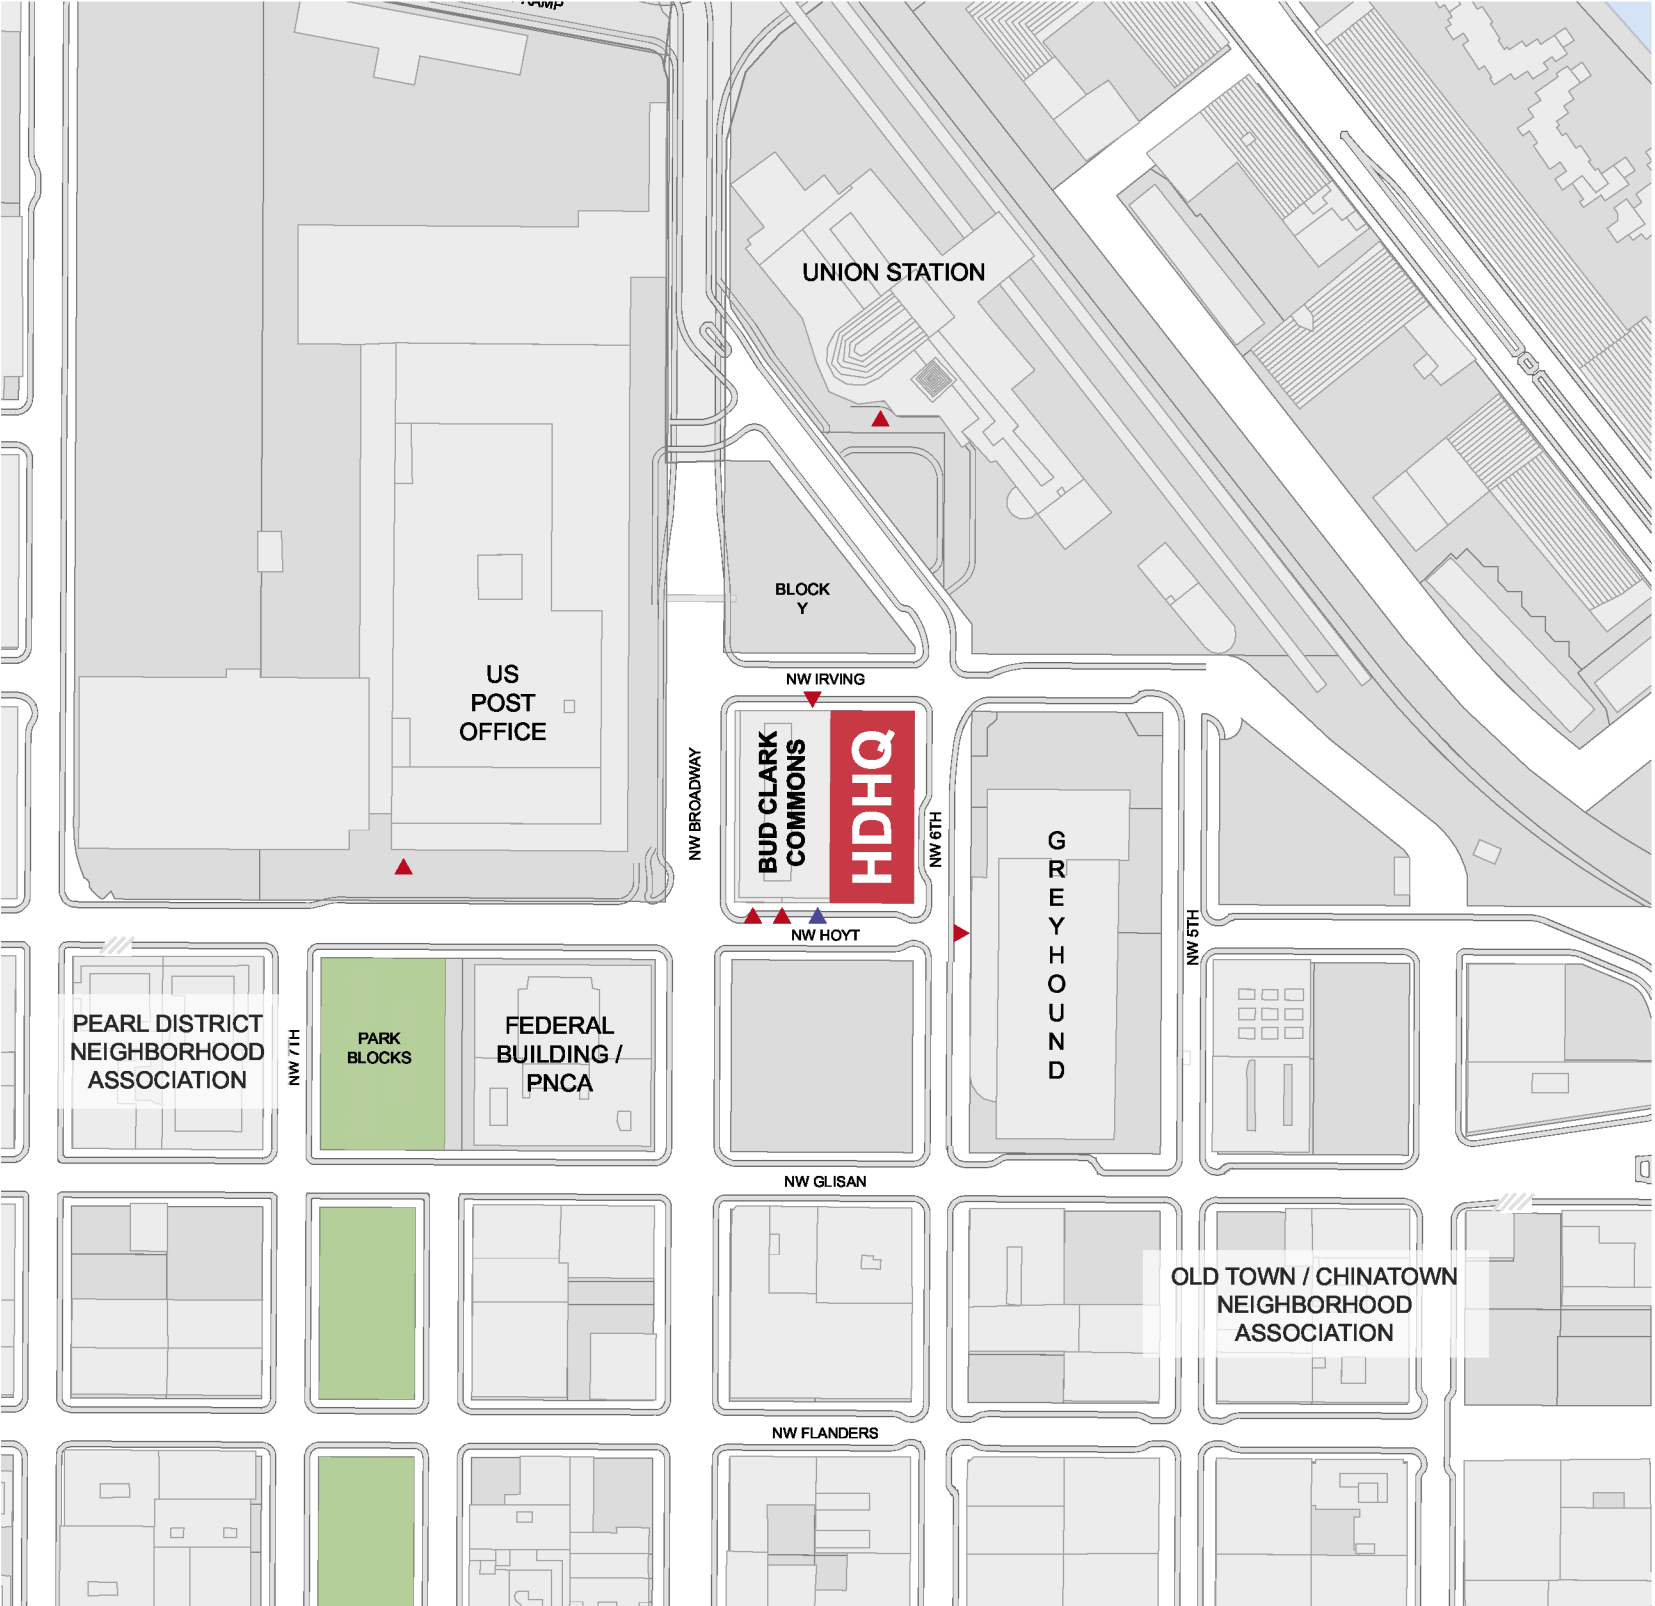 RAMP
UNION STATION
BLOCK
Y
US
POST
OFFICE
NW IRVING
NW BROADWAY
BUD CLARK
COMMONS
HDHQ
NW 6TH
GREYHOUND
NW 5TH
NW HOYT
PEARL DISTRICT
NEIGHBORHOOD
ASSOCIATION
NW 7TH
PARK
BLOCKS
FEDERAL
BUILDING /
PNCA
NW GLISAN
OLD TOWN / CHINATOWN
NEIGHBORHOOD
ASSOCIATION
NW FLANDERS